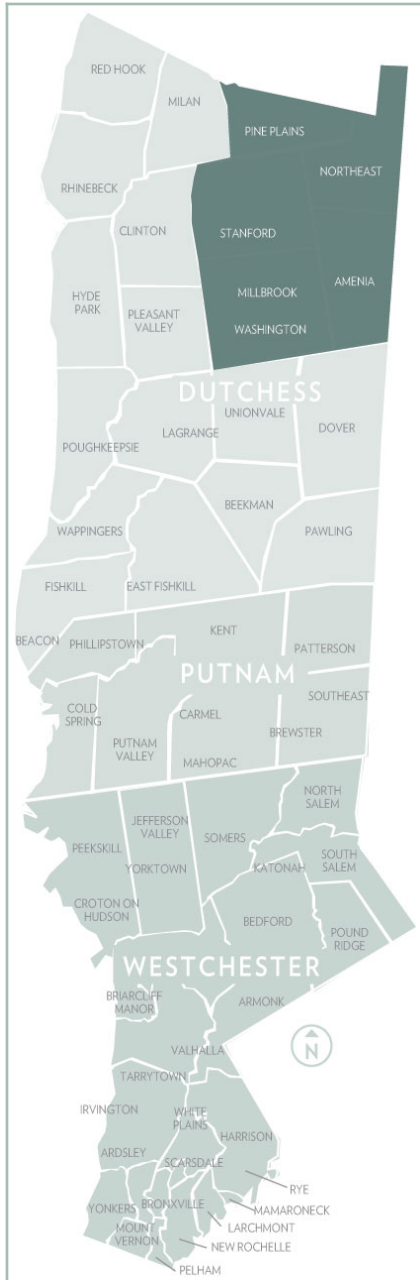 RED HOOK
MILAN
PINE PLAINS
NORTHEAST
RHINEBECK
CLINTON
STANFORD
AMENIA
HYDE
PARK
MILLBROOK
PLEASANT
VALLEY
WASHINGTON
DUTCHESS
UNIONVALE
DOVER
LAGRANGE
POUGHKEEPSIE
BEEKMAN
WAPPINGERS
PAWLING
FISHKILL
EAST FISHKILL
KENT
BEACON
PHILLIPSTOWN
PATTERSON
PUTNAM
SOUTHEAST
COLD
SPRING
CARMEL
BREWSTER
PUTNAM
VALLEY
MAHOPAC
NORTH
SALEM
JEFFERSON
VALLEY
SOMERS
PEEKSKILL
YORKTOWN
KATONAH
SOUTH
SALEM
CROTON ON
HUDSON
BEDFORD
POUND
RIDGE
WESTCHESTER
BRIARCLIFF
MANOR
ARMONK
N
VALHALLA
TARRYTOWN
IRVINGTON
WHITE
PLAINS
HARRISON
ARDSLEY
SCARSDALE
RYE
YONKERS
BRONXVILLE
MAMARONECK
MOUNT
VERNON
LARCHMONT
NEW ROCHELLE
PELHAM